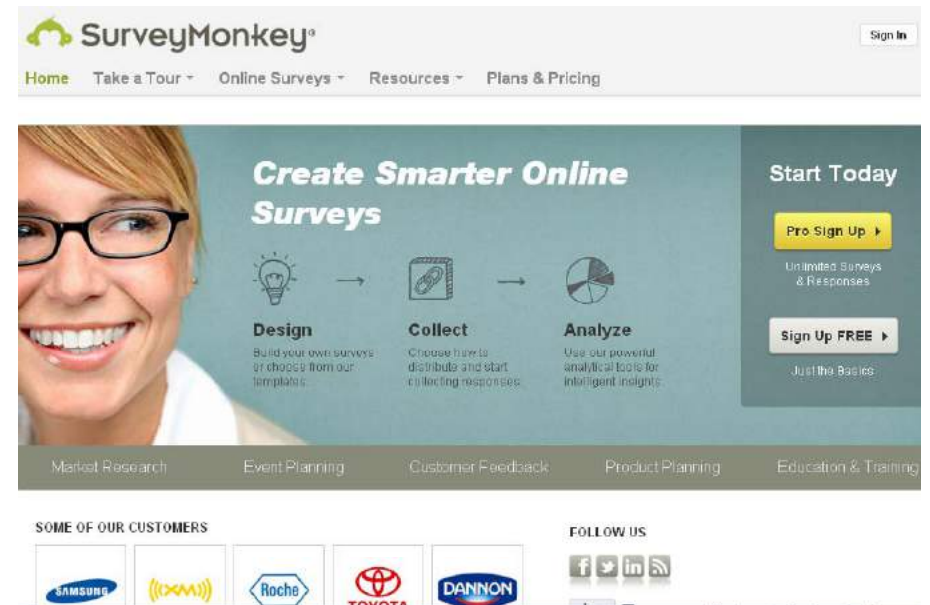 SurveyMonkey®
Sign In
Home Take a Tour Online Surveys Resources Plans & Pricing
Create Smarter Online
Surveys
Design
Build your own surveys
or choose from our
templates.
Collect
Choose how to
distribute and start
collecting responses.
Analyze
Use our powerful
analytical tools for
intelligent insights.
Start Today
Pro Sign Up
Unlimited Surveys
& Responses
Sign Up FREE
Just the Basics
Market Research Event Planning Customer Feedback Product Planning Education & Training
SOME OF OUR CUSTOMERS
SAMSUNG
((XM))
Roche
TOYOTA
DANNON
FOLLOW US
f in